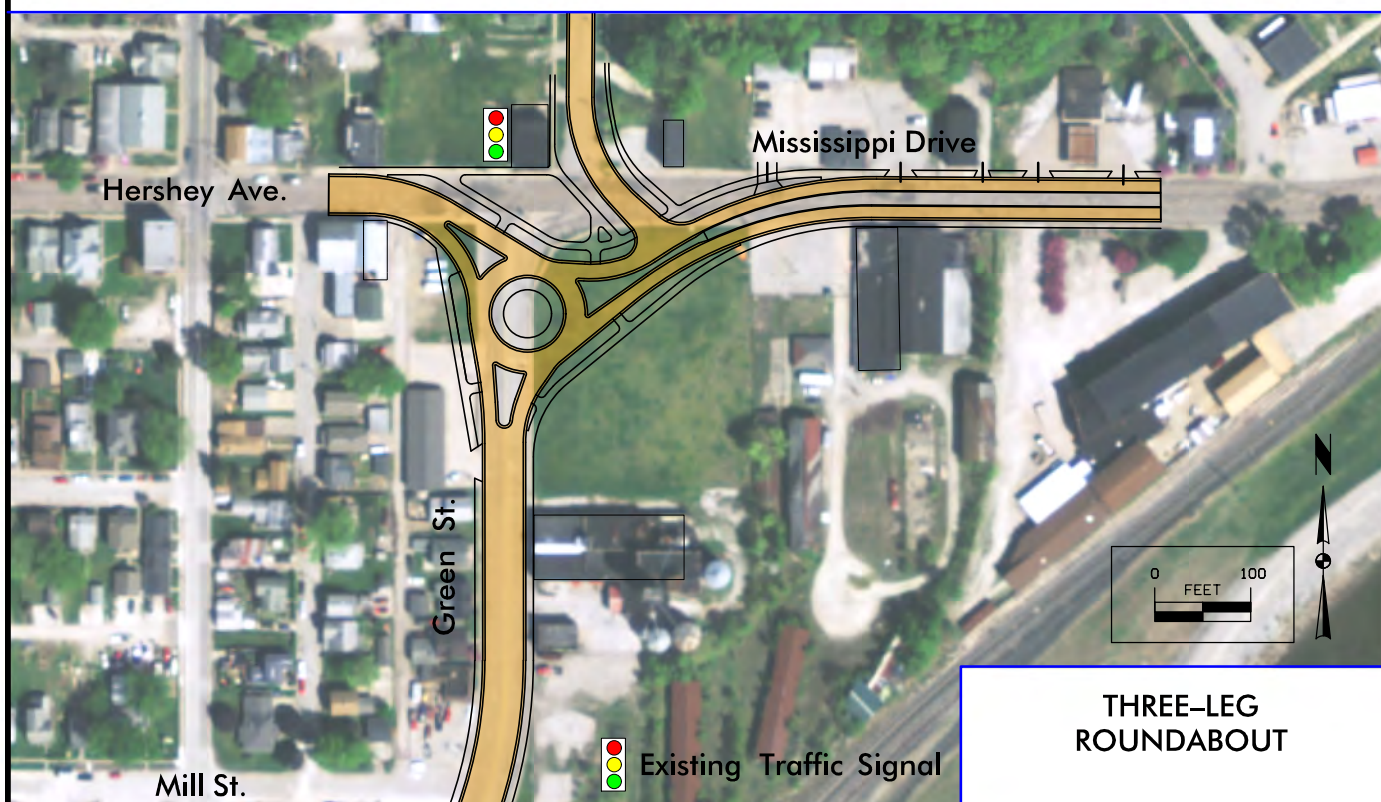 Mississippi Drive
Hershey Ave.
Green St.
N
0 100
FEET
THREE–LEG
ROUNDABOUT
Existing Traffic Signal
Mill St.